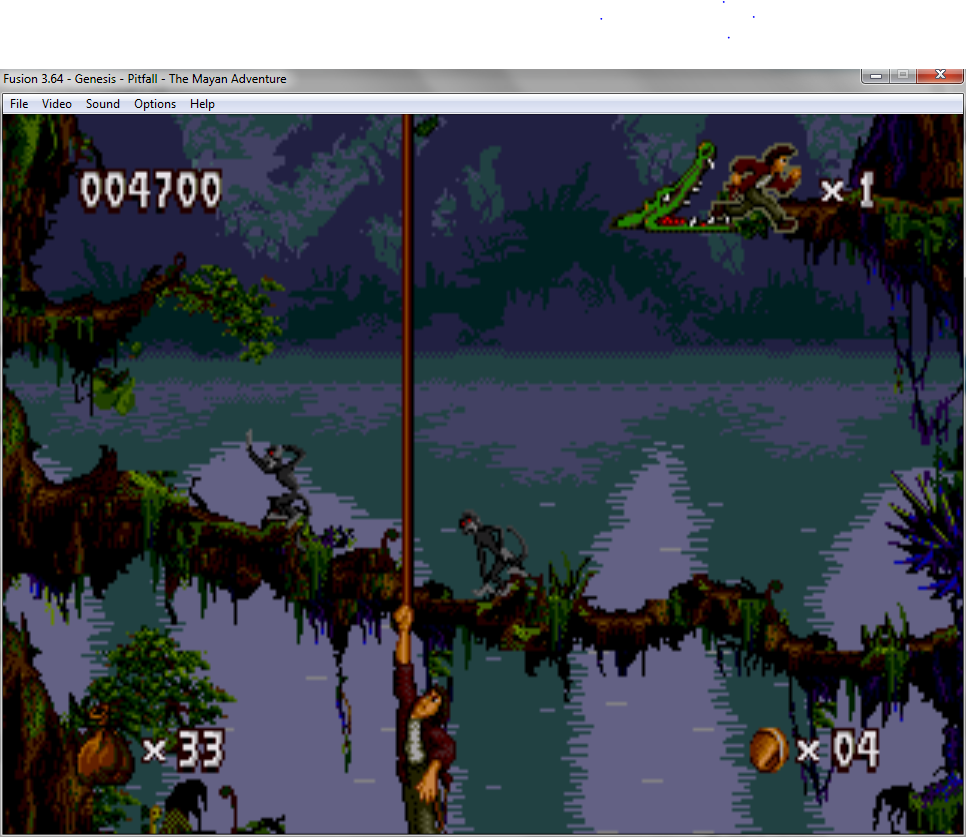 Fusion 3.64 - Genesis - Pitfall - The Mayan Adventure
File Video Sound Options Help
004700
x 1
x 33
x 04